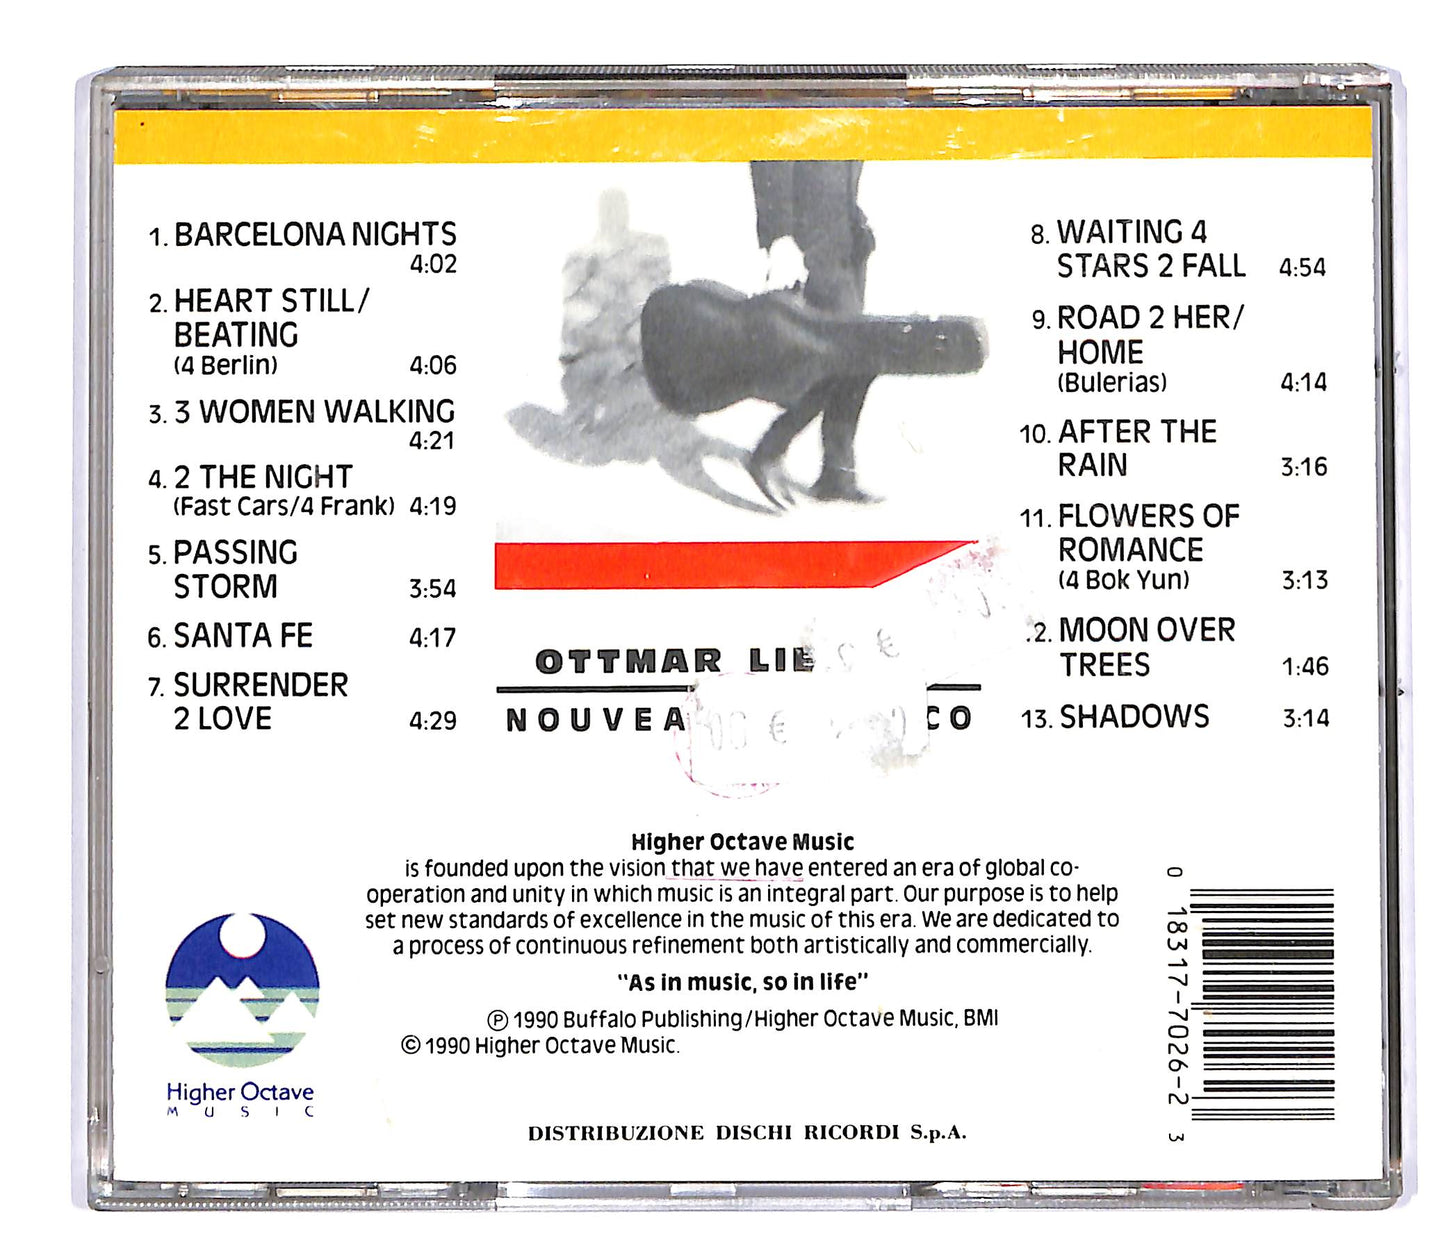 1. BARCELONA NIGHTS
4:02
2. HEART STILL/
BEATING
(4 Berlin) 4:06
3. 3 WOMEN WALKING
4:21
4. 2 THE NIGHT
(Fast Cars/4 Frank) 4:19
5. PASSING
STORM 3:54
6. SANTA FE 4:17
7. SURRENDER
2 LOVE 4:29
8. WAITING 4
STARS 2 FALL 4:54
9. ROAD 2 HER/
HOME
(Bulerias) 4:14
10. AFTER THE
RAIN 3:16
11. FLOWERS OF
ROMANCE
(4 Bok Yun) 3:13
.2. MOON OVER
TREES 1:46
13. SHADOWS 3:14
OTTMAR LIE
€
NOUVEA CO
00 €
Higher Octave Music
is founded upon the vision that we have entered an era of global co-
operation and unity in which music is an integral part. Our purpose is to help
set new standards of excellence in the music of this era. We are dedicated to
a process of continuous refinement both artistically and commercially.
"As in music, so in life"
℗ 1990 Buffalo Publishing/Higher Octave Music, BMI
© 1990 Higher Octave Music.
Higher Octave
MUSIC
DISTRIBUZIONE DISCHI RICORDI S.p.A.
0 18317-7026-2 3